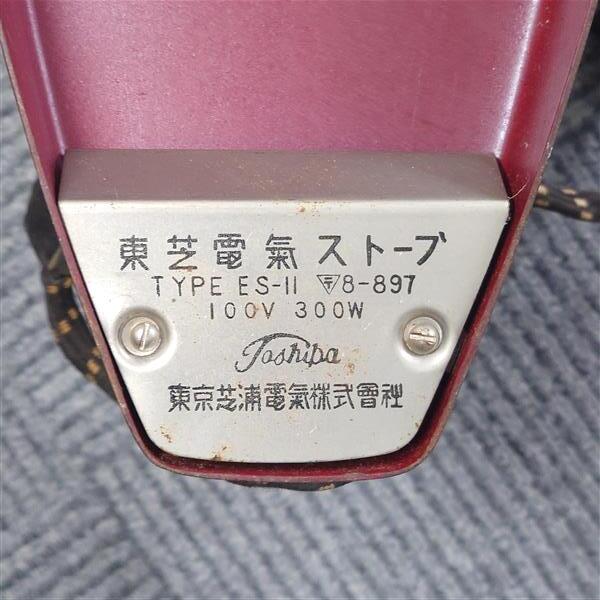 東芝電氣ストーブ
TYPE ES-11 〒8-897
100V 300W
Toshiba
東京芝浦電氣株式會社